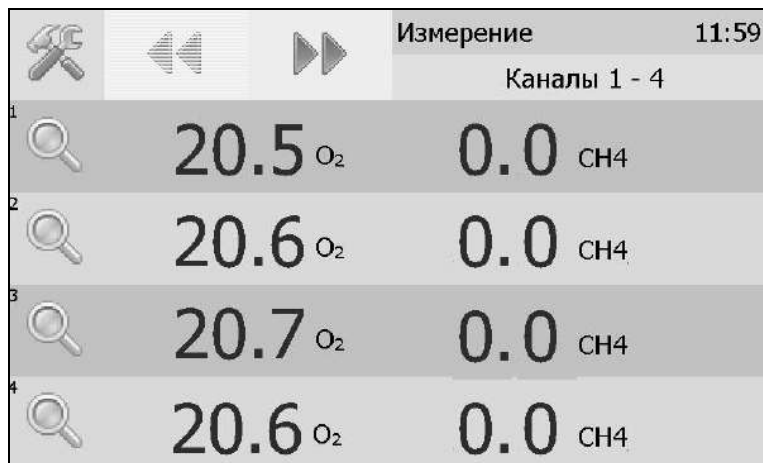 Измерение 11:59
Каналы 1 - 4
1 20.5 O₂ 0.0 CH4
2 20.6 O₂ 0.0 CH4
3 20.7 O₂ 0.0 CH4
4 20.6 O₂ 0.0 CH4